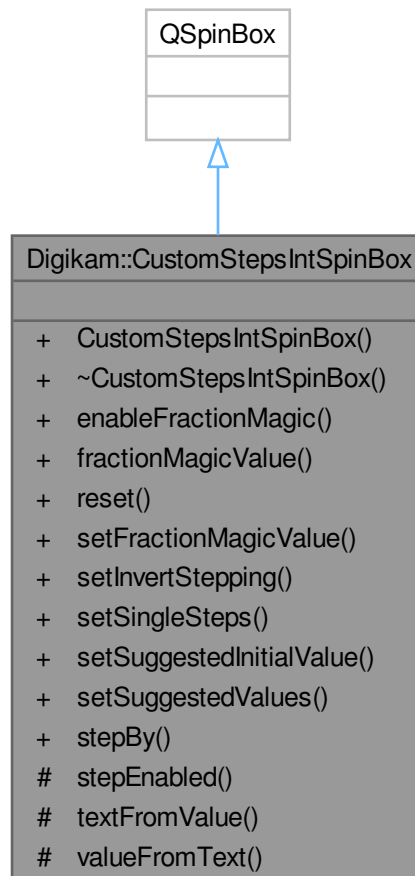 QSpinBox
Digikam::CustomStepsIntSpinBox
+ CustomStepsIntSpinBox()
+ ~CustomStepsIntSpinBox()
+ enableFractionMagic()
+ fractionMagicValue()
+ reset()
+ setFractionMagicValue()
+ setInvertStepping()
+ setSingleSteps()
+ setSuggestedInitialValue()
+ setSuggestedValues()
+ stepBy()
# stepEnabled()
# textFromValue()
# valueFromText()